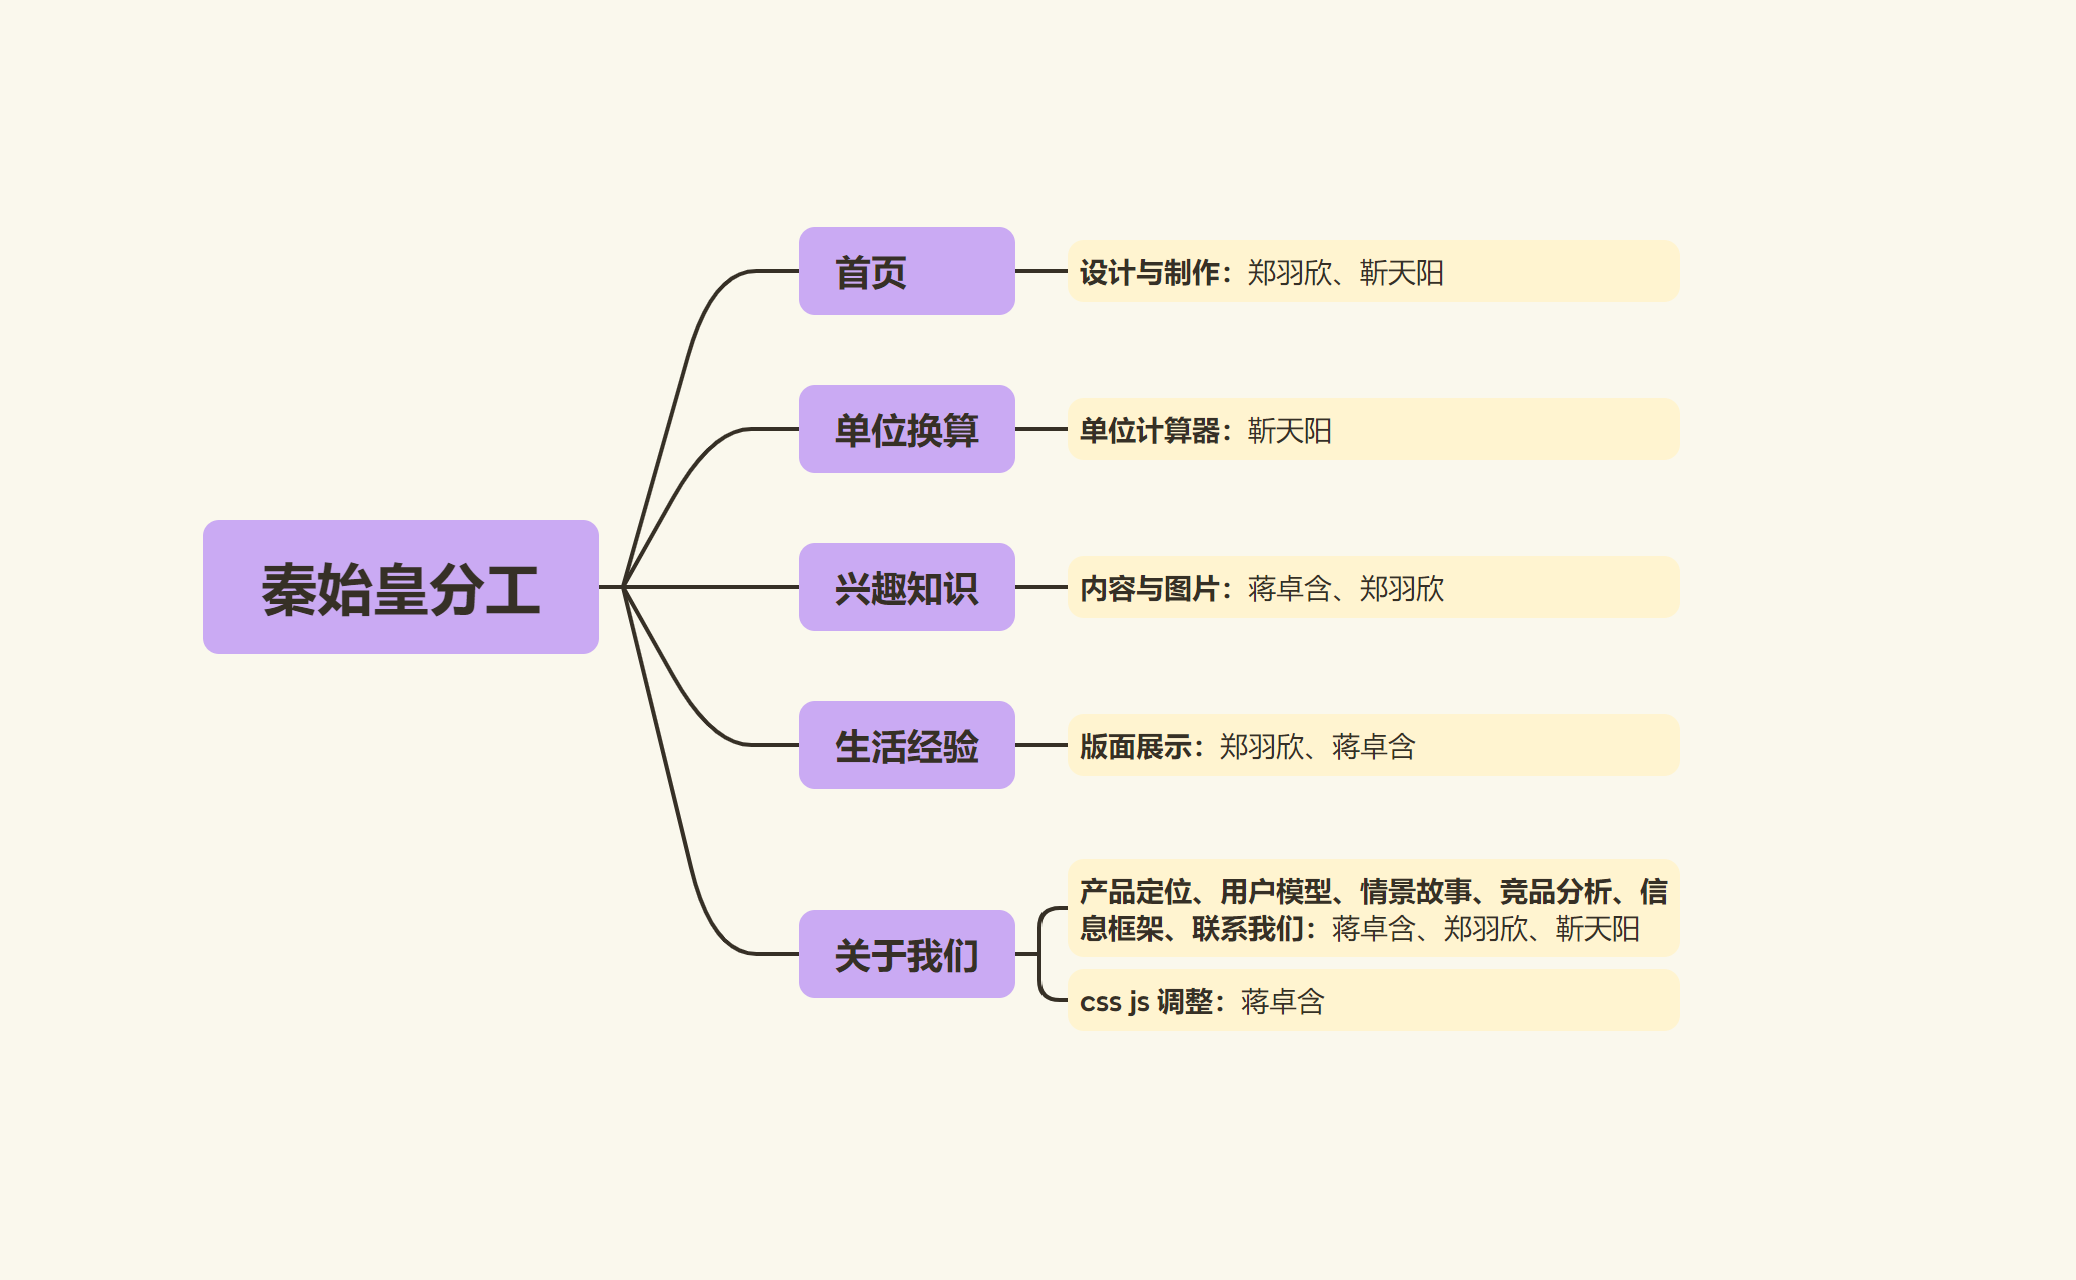 秦始皇分工
首页
设计与制作：郑羽欣、靳天阳
单位换算
单位计算器：靳天阳
兴趣知识
内容与图片：蒋卓含、郑羽欣
生活经验
版面展示：郑羽欣、蒋卓含
关于我们
产品定位、用户模型、情景故事、竞品分析、信
息框架、联系我们：蒋卓含、郑羽欣、靳天阳
css js 调整：蒋卓含